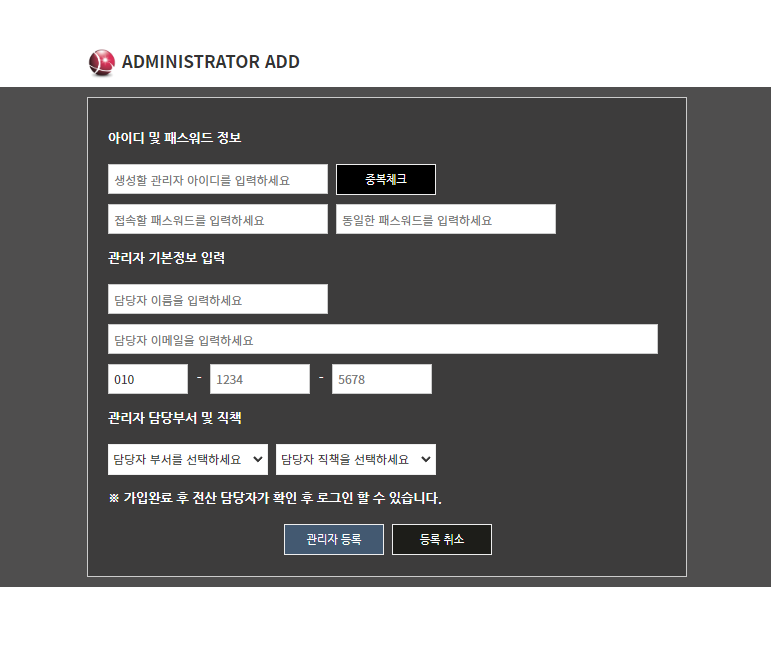 ADMINISTRATOR ADD
아이디 및 패스워드 정보
생성할 관리자 아이디를 입력하세요 중복체크
접속할 패스워드를 입력하세요 동일한 패스워드를 입력하세요
관리자 기본정보 입력
담당자 이름을 입력하세요
담당자 이메일을 입력하세요
010 - 1234 - 5678
관리자 담당부서 및 직책
담당자 부서를 선택하세요 담당자 직책을 선택하세요
※ 가입완료 후 전산 담당자가 확인 후 로그인 할 수 있습니다.
관리자 등록 등록 취소